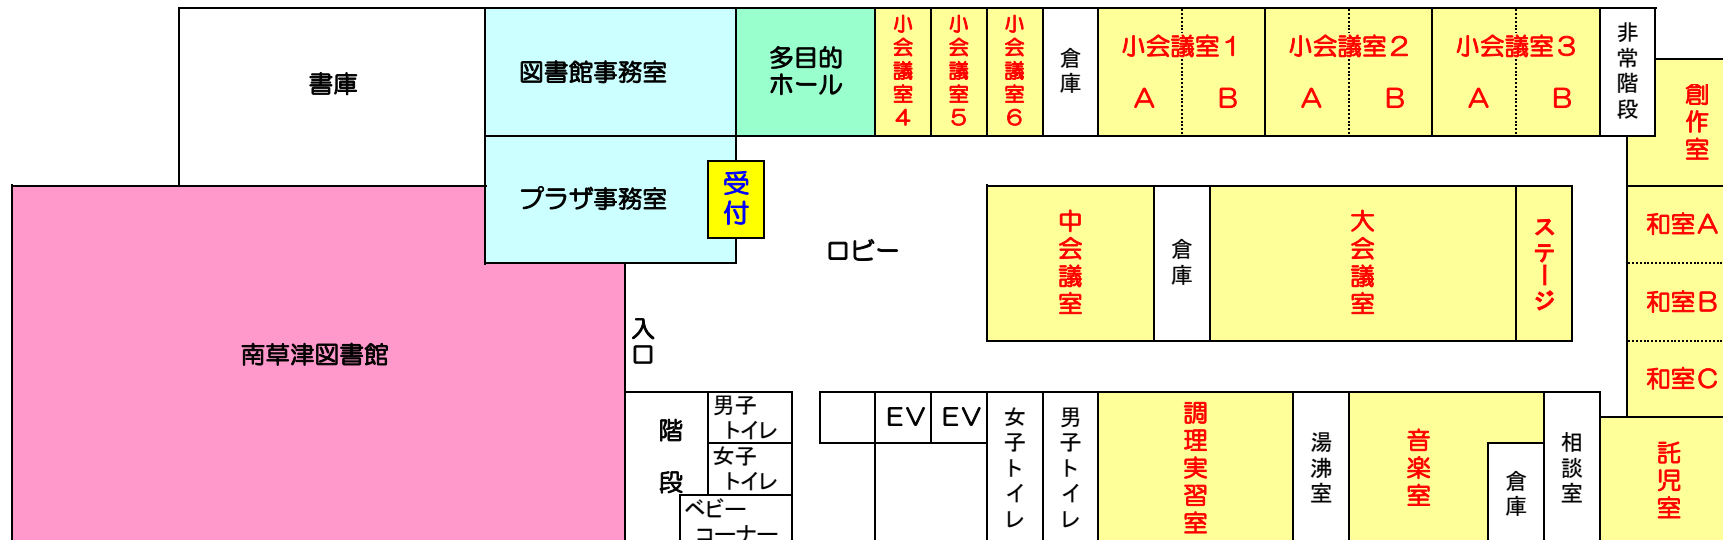 書庫
図書館事務室
多目的
ホール
小会議室４
小会議室５
小会議室６
倉庫
小会議室１
A B
小会議室２
A B
小会議室３
A B
非常階段
創作室
プラザ事務室
受付
ロビー
中会議室
倉庫
大会議室
ステージ
和室A
和室B
和室C
南草津図書館
入口
階段
男子
トイレ
女子
トイレ
ベビー
コーナー
EV
EV
女子トイレ
男子トイレ
調理実習室
湯沸室
音楽室
倉庫
相談室
託児室